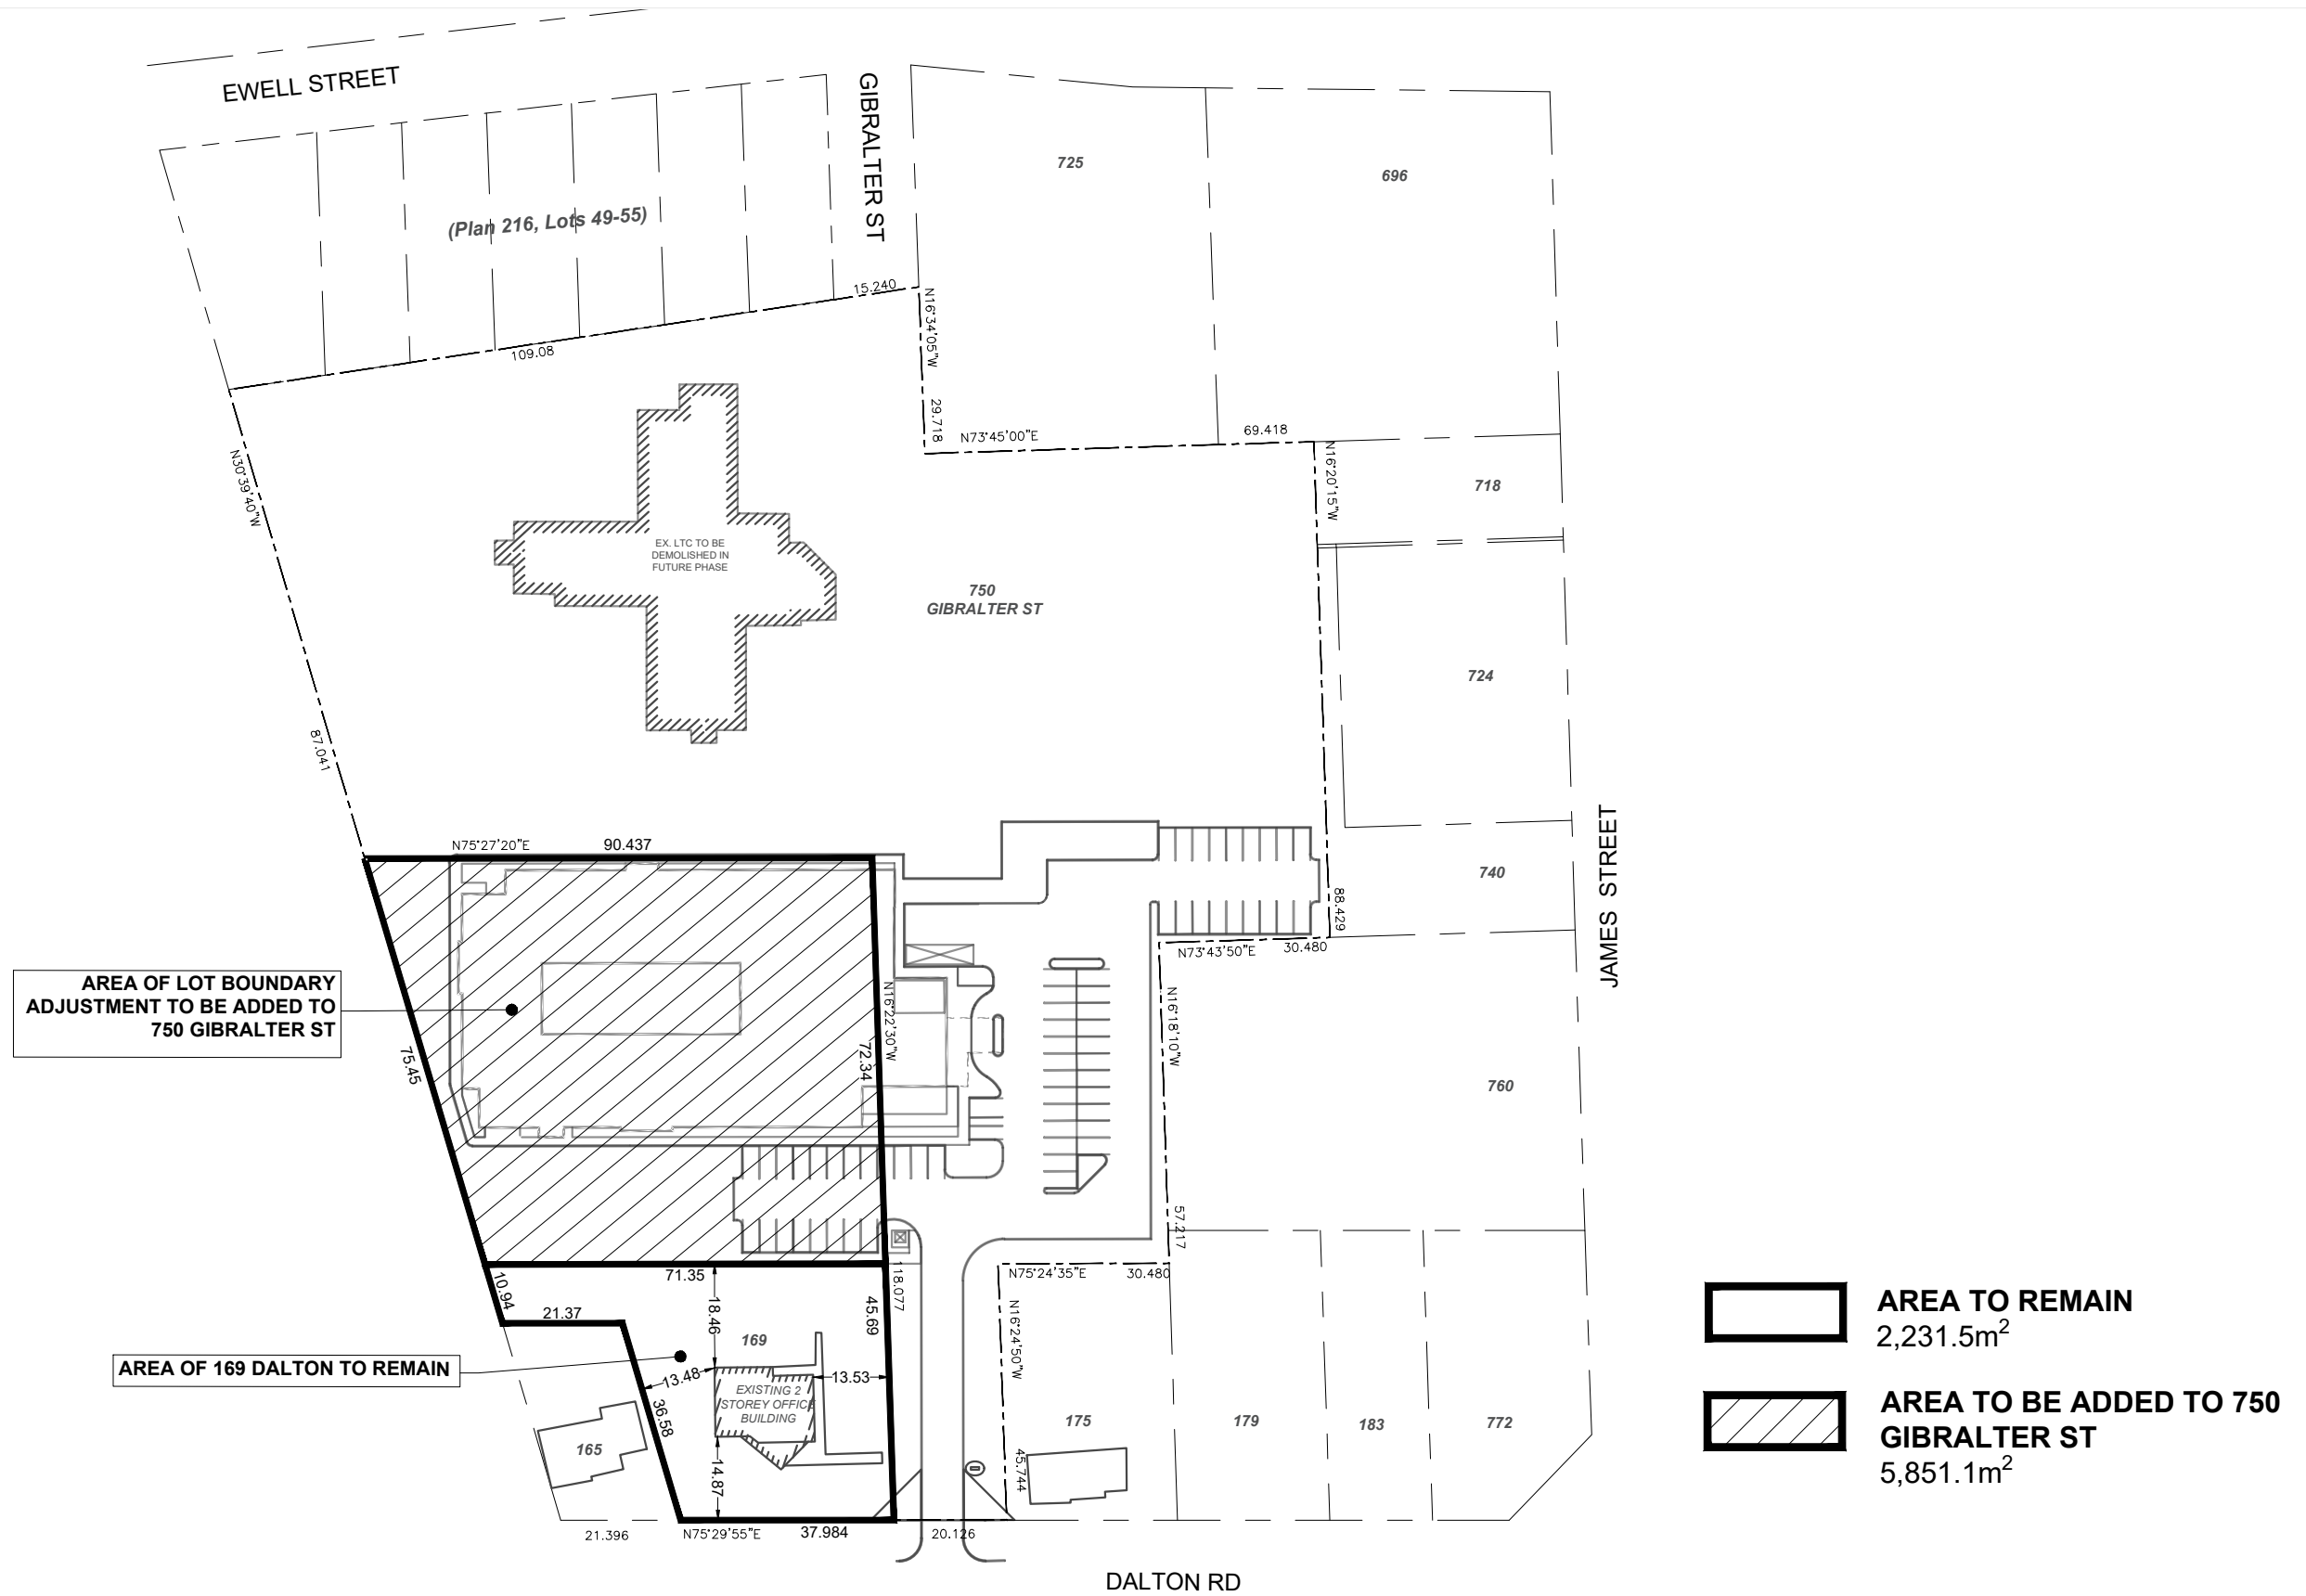 EWELL STREET
GIBRALTER ST
(Plan 216, Lots 49-55)
725
696
15.240
N16°34'05"W
29.718
109.08
N73°45'00"E
69.418
N16°20'15"W
718
N30°39'40"W
EX. LTC TO BE
DEMOLISHED IN
FUTURE PHASE
750
GIBRALTER ST
724
87.041
JAMES STREET
N75°27'20"E
90.437
740
88.429
N73°43'50"E
30.480
AREA OF LOT BOUNDARY
ADJUSTMENT TO BE ADDED TO
750 GIBRALTER ST
N16°22'30"W
N16°18'10"W
75.45
72.34
760
57.217
71.35
118.077
N75°24'35"E
30.480
10.94
21.37
18.46
45.69
169
N16°24'50"W
AREA OF 169 DALTON TO REMAIN
13.48
13.53
EXISTING 2
STOREY OFFICE
BUILDING
36.58
165
14.87
175
179
183
772
45.744
21.396
N75°29'55"E
37.984
20.126
DALTON RD
AREA TO REMAIN
2,231.5m²
AREA TO BE ADDED TO 750
GIBRALTER ST
5,851.1m²